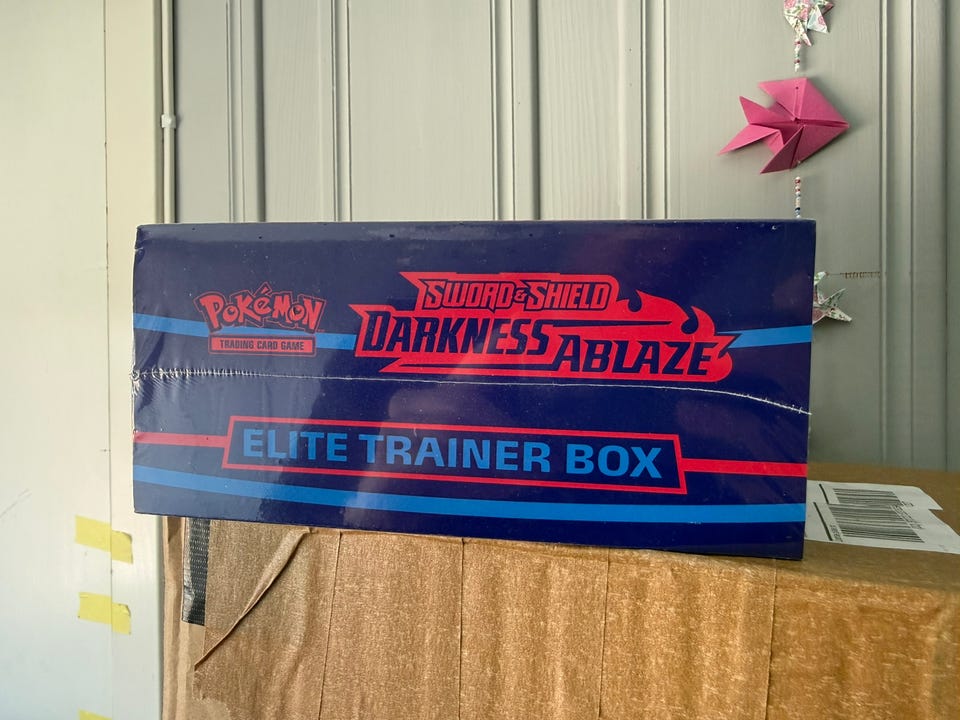 POKÉMON
TRADING CARD GAME
SWORD & SHIELD
DARKNESS ABLAZE
ELITE TRAINER BOX